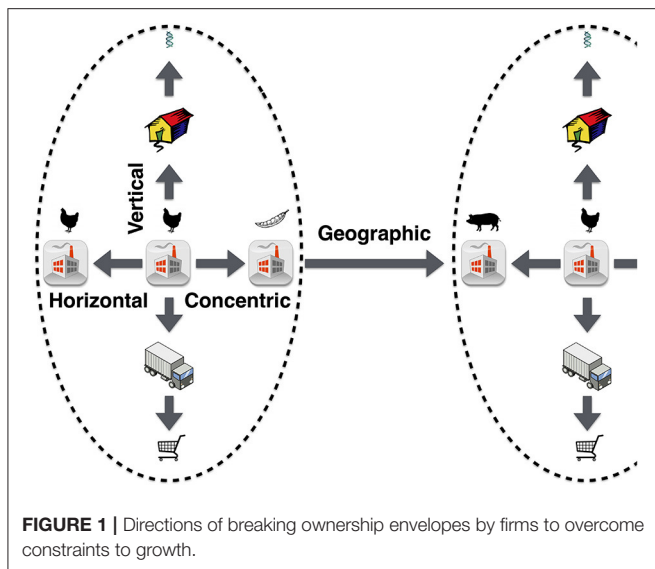 Vertical
Geographic
Horizontal
Concentric
FIGURE 1 | Directions of breaking ownership envelopes by firms to overcome
constraints to growth.